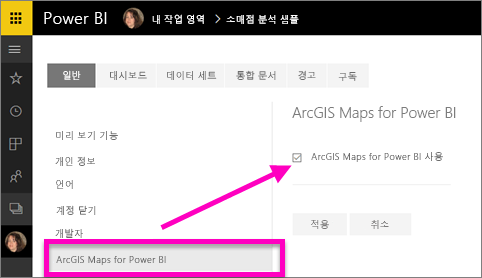 Power BI 내 작업 영역 > 소매점 분석 샘플
일반 대시보드 데이터 세트 통합 문서 경고 구독
ArcGIS Maps for Power BI
미리 보기 기능
ArcGIS Maps for Power BI 사용
개인 정보
언어
계정 닫기
적용 취소
개발자
ArcGIS Maps for Power BI